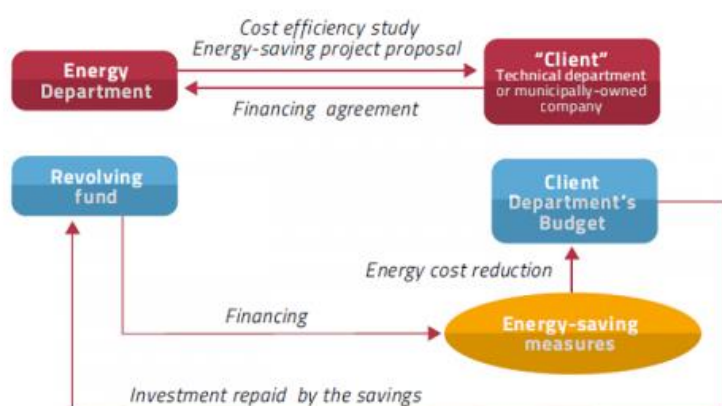 Cost efficiency study
Energy-saving project proposal
Energy
Department
"Client"
Technical department
or municipally-owned
company
Financing agreement
Revolving
fund
Client
Department's
Budget
Energy cost reduction
Financing
Energy-saving
measures
Investment repaid by the savings